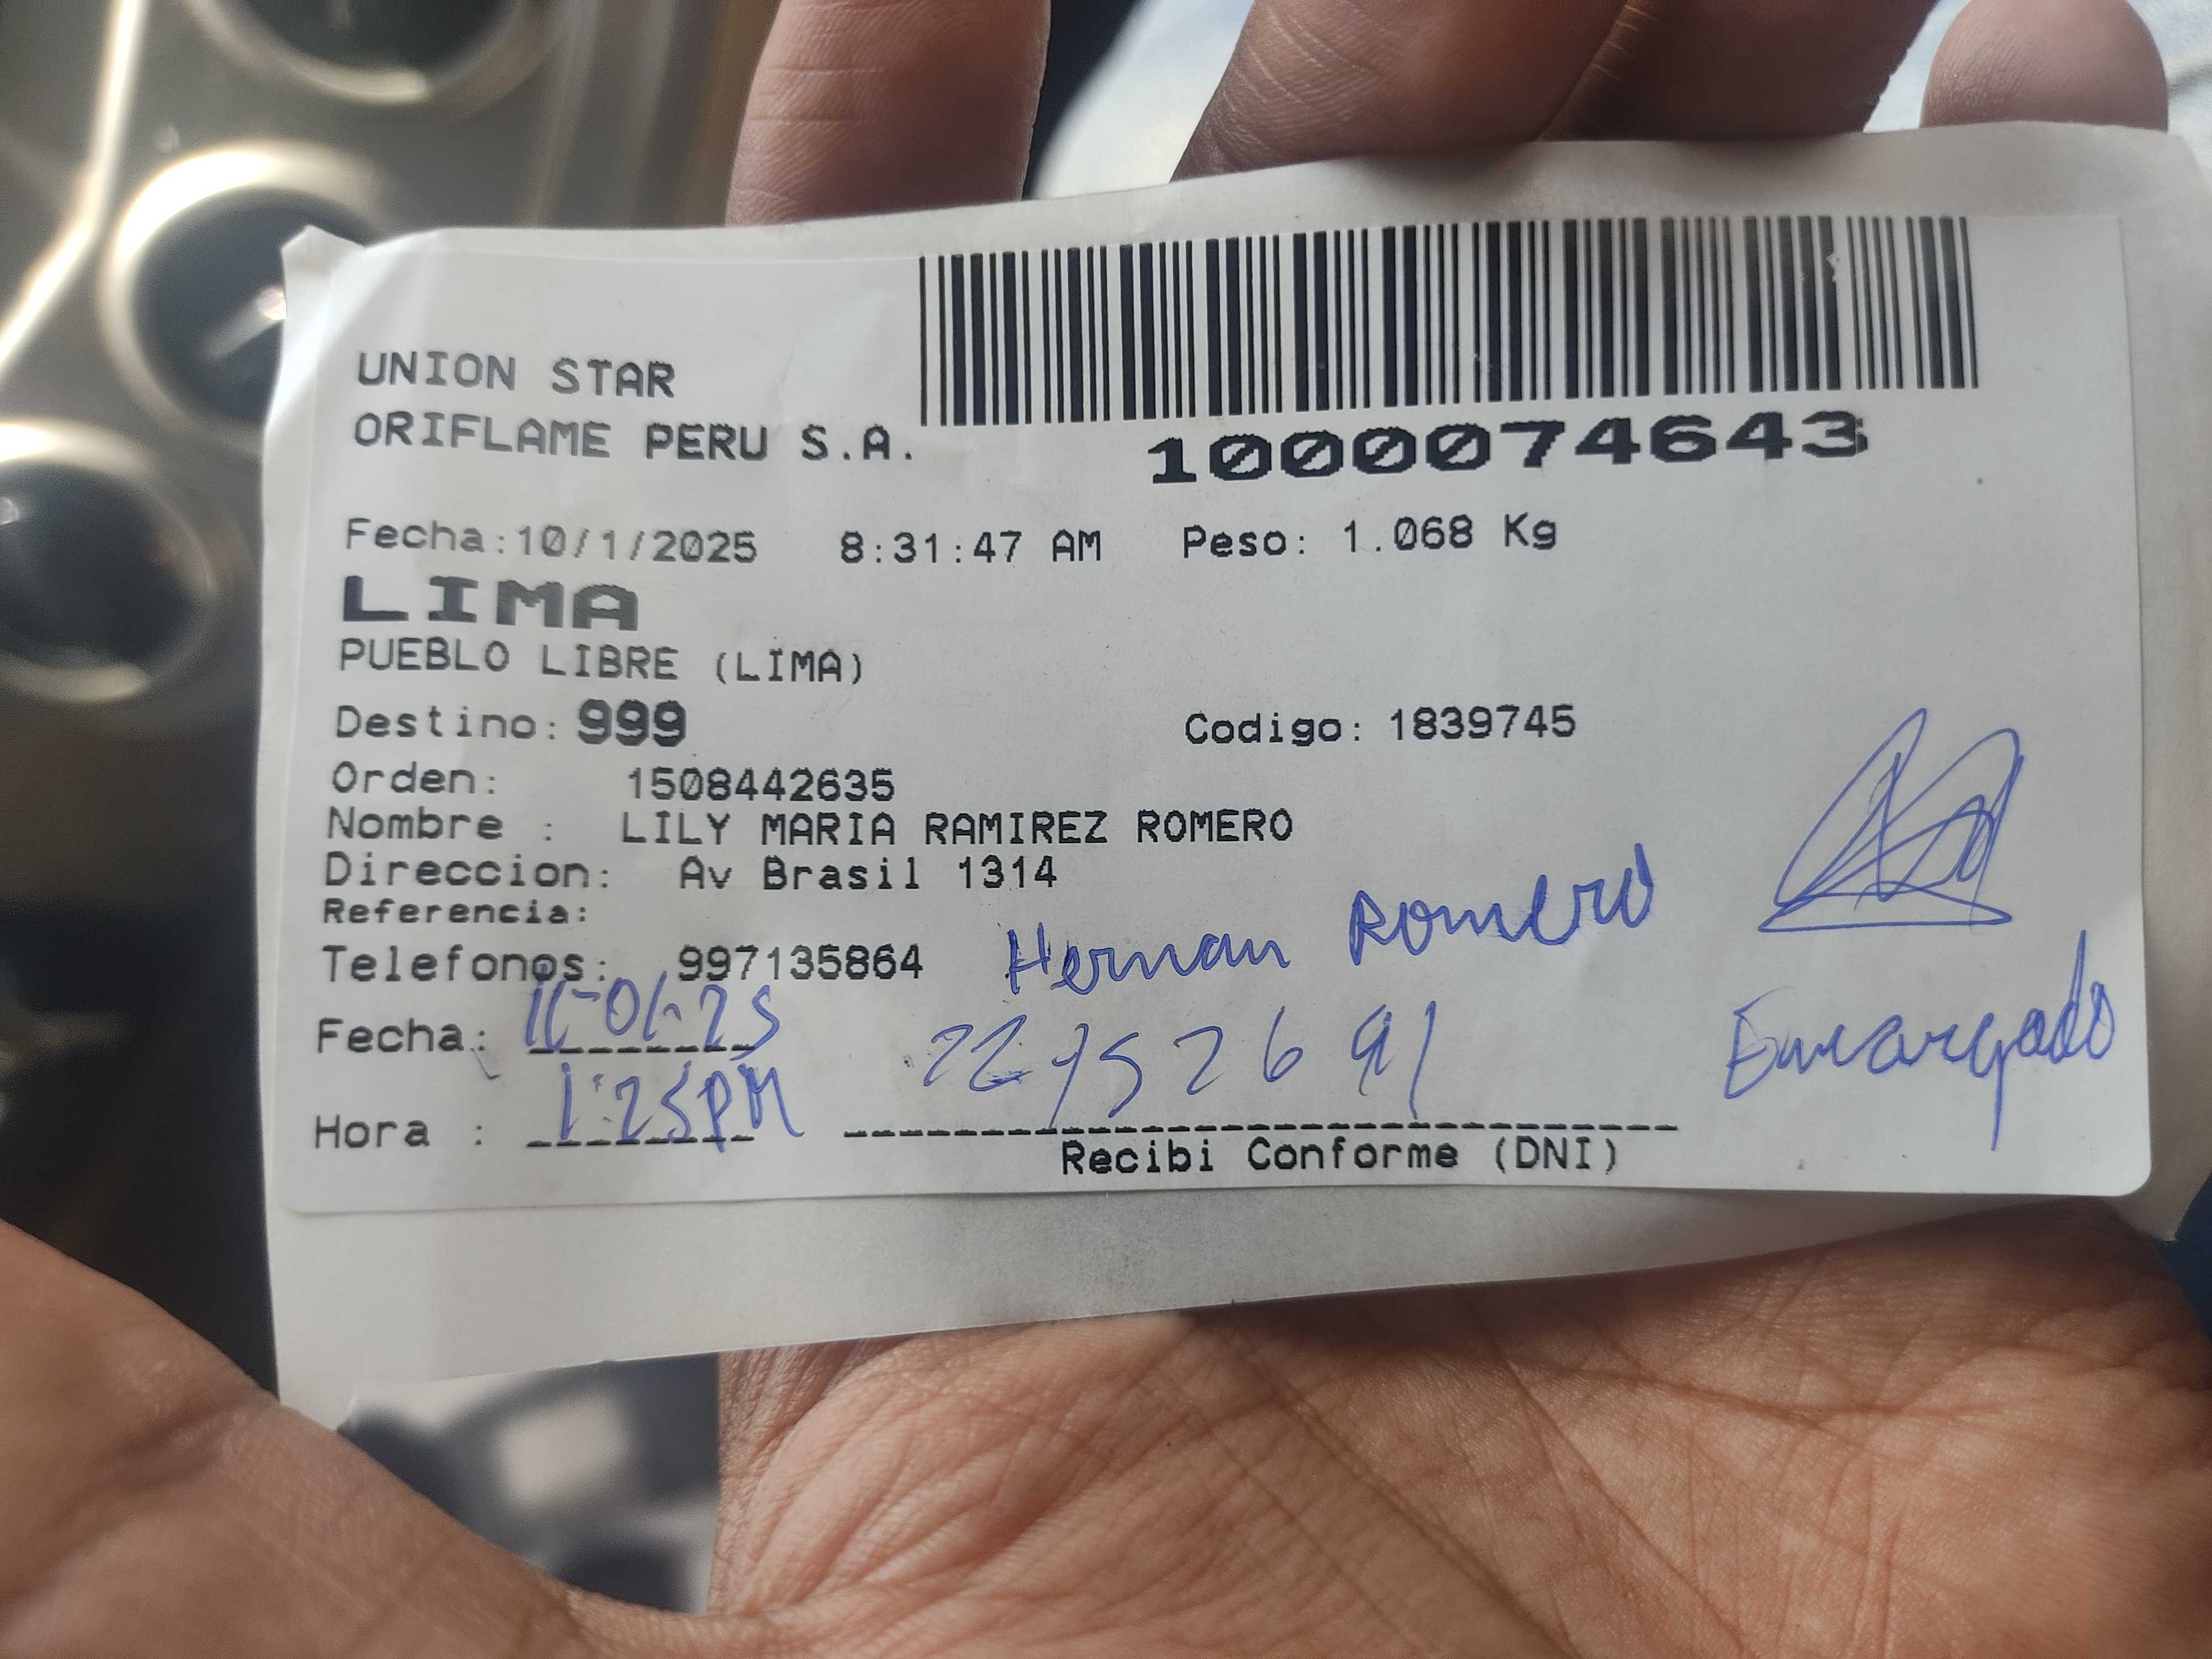 UNION STAR
ORIFLAME PERU S.A.
1000074643
Fecha:10/1/2025 8:31:47 AM Peso: 1.068 Kg
LIMA
PUEBLO LIBRE (LIMA)
Destino: 999 Codigo: 1839745
Orden: 1508442635
Nombre : LILY MARIA RAMIREZ ROMERO
Direccion: Av Brasil 1314
Referencia:
Telefonos: 997135864 Hernan Romero
Fecha: 11-01-25 Encargado
Hora : 1:25PM
Recibi Conforme (DNI)